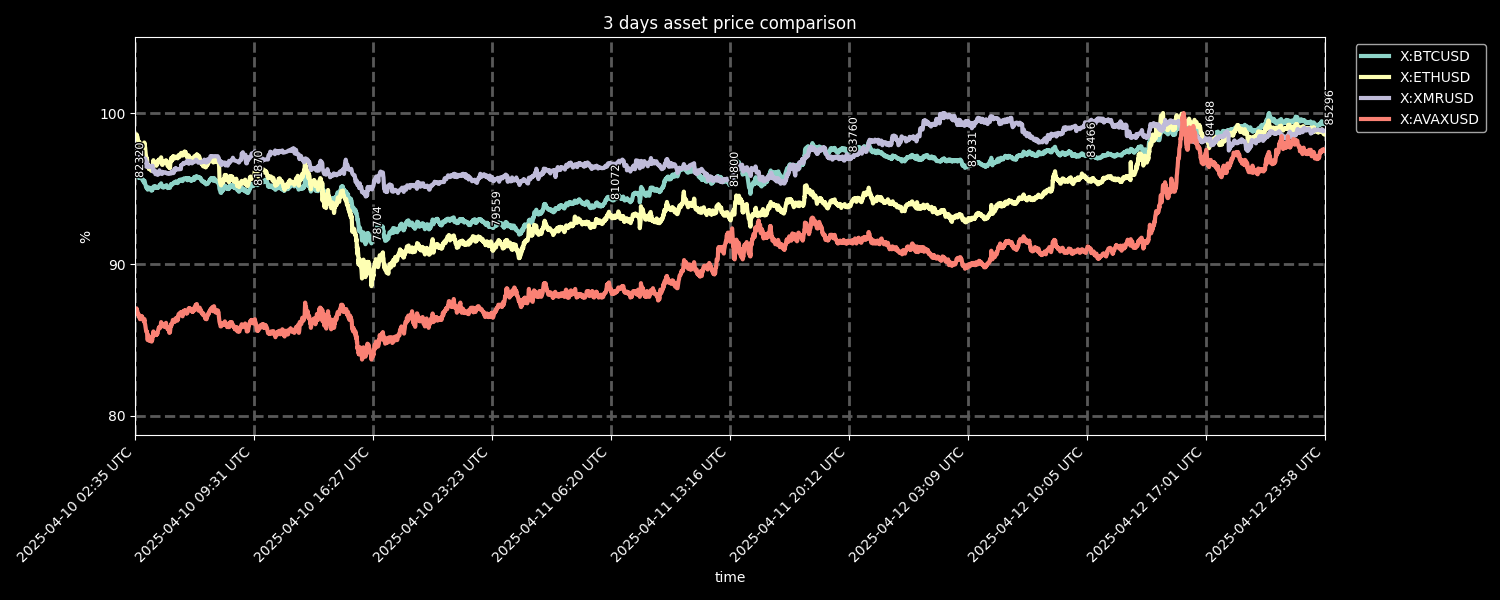 3 days asset price comparison
X:BTCUSD
X:ETHUSD
X:XMRUSD
X:AVAXUSD
100
90
80
%
82320
81870
78704
79559
81072
81800
83760
82931
83466
84688
85296
2025-04-10 02:35 UTC
2025-04-10 09:31 UTC
2025-04-10 16:27 UTC
2025-04-10 23:23 UTC
2025-04-11 06:20 UTC
2025-04-11 13:16 UTC
2025-04-11 20:12 UTC
2025-04-12 03:09 UTC
2025-04-12 10:05 UTC
2025-04-12 17:01 UTC
2025-04-12 23:58 UTC
time